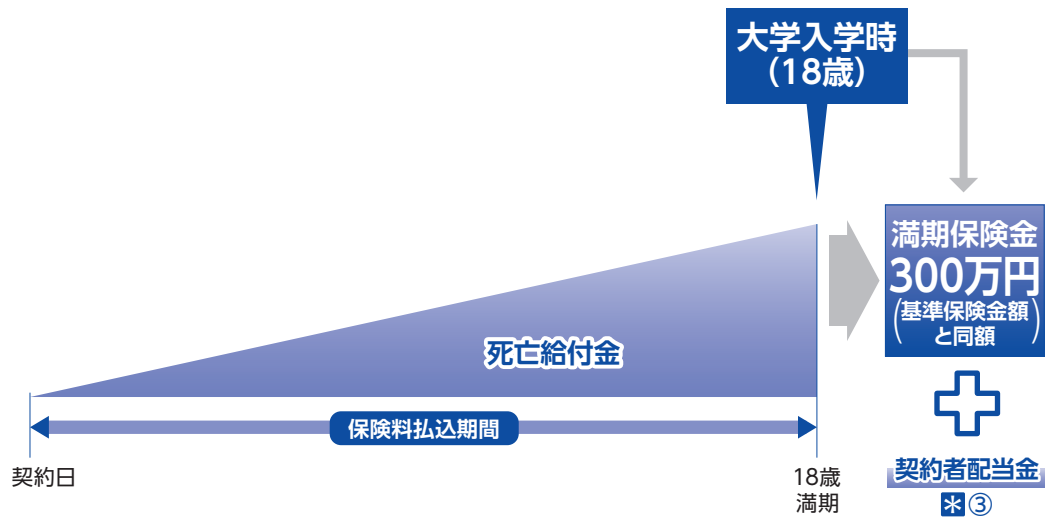 大学入学時
（18歳）
満期保険金
300万円
（基準保険金額
と同額）
死亡給付金
保険料払込期間
契約日
18歳
満期
契約者配当金
＊③